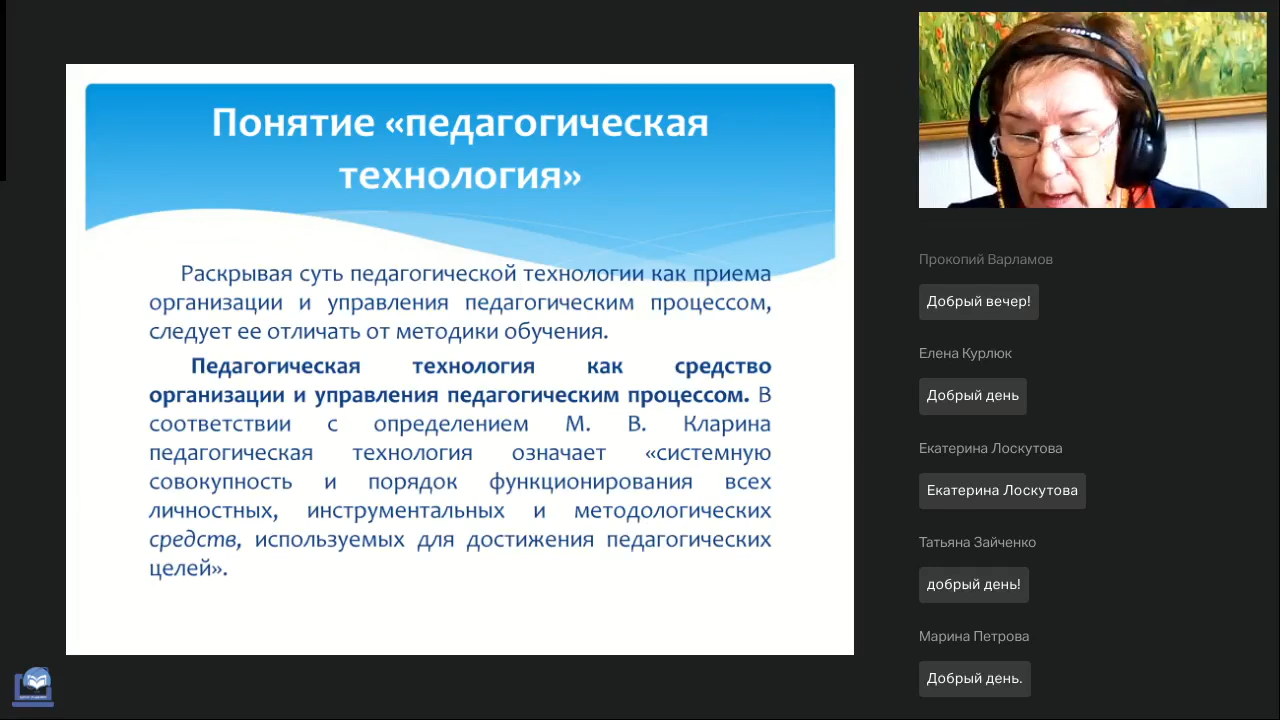 Понятие «педагогическая
технология»
Раскрывая суть педагогической технологии как приема
организации и управления педагогическим процессом,
следует ее отличать от методики обучения.
Педагогическая технология как средство
организации и управления педагогическим процессом. В
соответствии с определением М. В. Кларина
педагогическая технология означает «системную
совокупность и порядок функционирования всех
личностных, инструментальных и методологических
средств, используемых для достижения педагогических
целей».
Прокопий Варламов
Добрый вечер!
Елена Курлюк
Добрый день
Екатерина Лоскутова
Екатерина Лоскутова
Татьяна Зайченко
добрый день!
Марина Петрова
Добрый день.